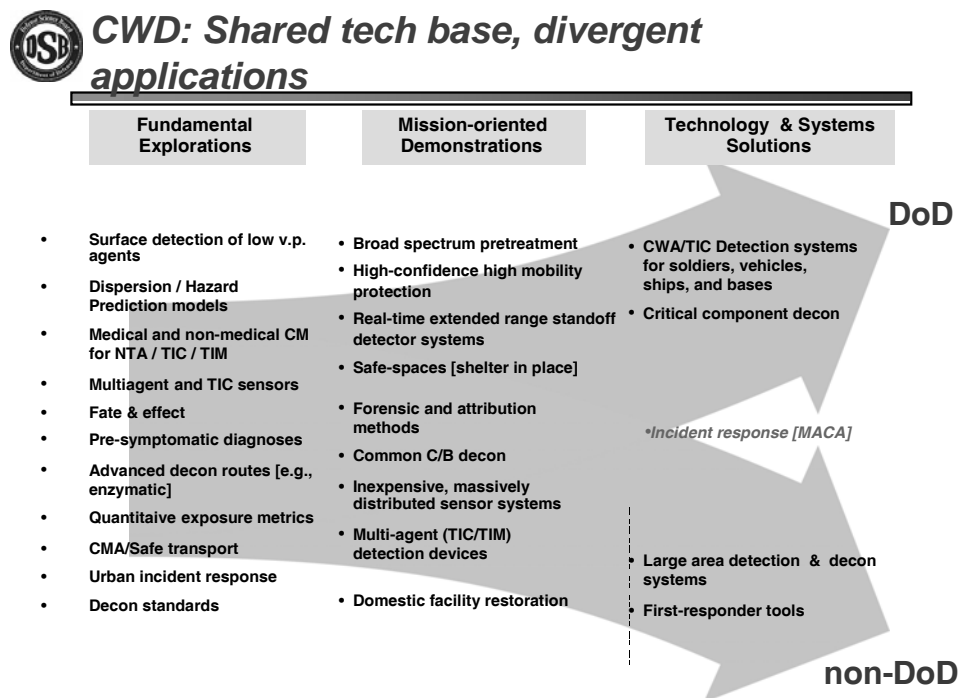 DSB
CWD: Shared tech base, divergent
applications
Fundamental
Explorations
• Surface detection of low v.p.
agents
• Dispersion / Hazard
Prediction models
• Medical and non-medical CM
for NTA / TIC / TIM
• Multiagent and TIC sensors
• Fate & effect
• Pre-symptomatic diagnoses
• Advanced decon routes [e.g.,
enzymatic]
• Quantitaive exposure metrics
• CMA/Safe transport
• Urban incident response
• Decon standards
Mission-oriented
Demonstrations
• Broad spectrum pretreatment
• High-confidence high mobility
protection
• Real-time extended range standoff
detector systems
• Safe-spaces [shelter in place]
• Forensic and attribution
methods
• Common C/B decon
• Inexpensive, massively
distributed sensor systems
• Multi-agent (TIC/TIM)
detection devices
• Domestic facility restoration
Technology & Systems
Solutions
DoD
• CWA/TIC Detection systems
for soldiers, vehicles,
ships, and bases
• Critical component decon
•Incident response [MACA]
• Large area detection & decon
systems
• First-responder tools
non-DoD